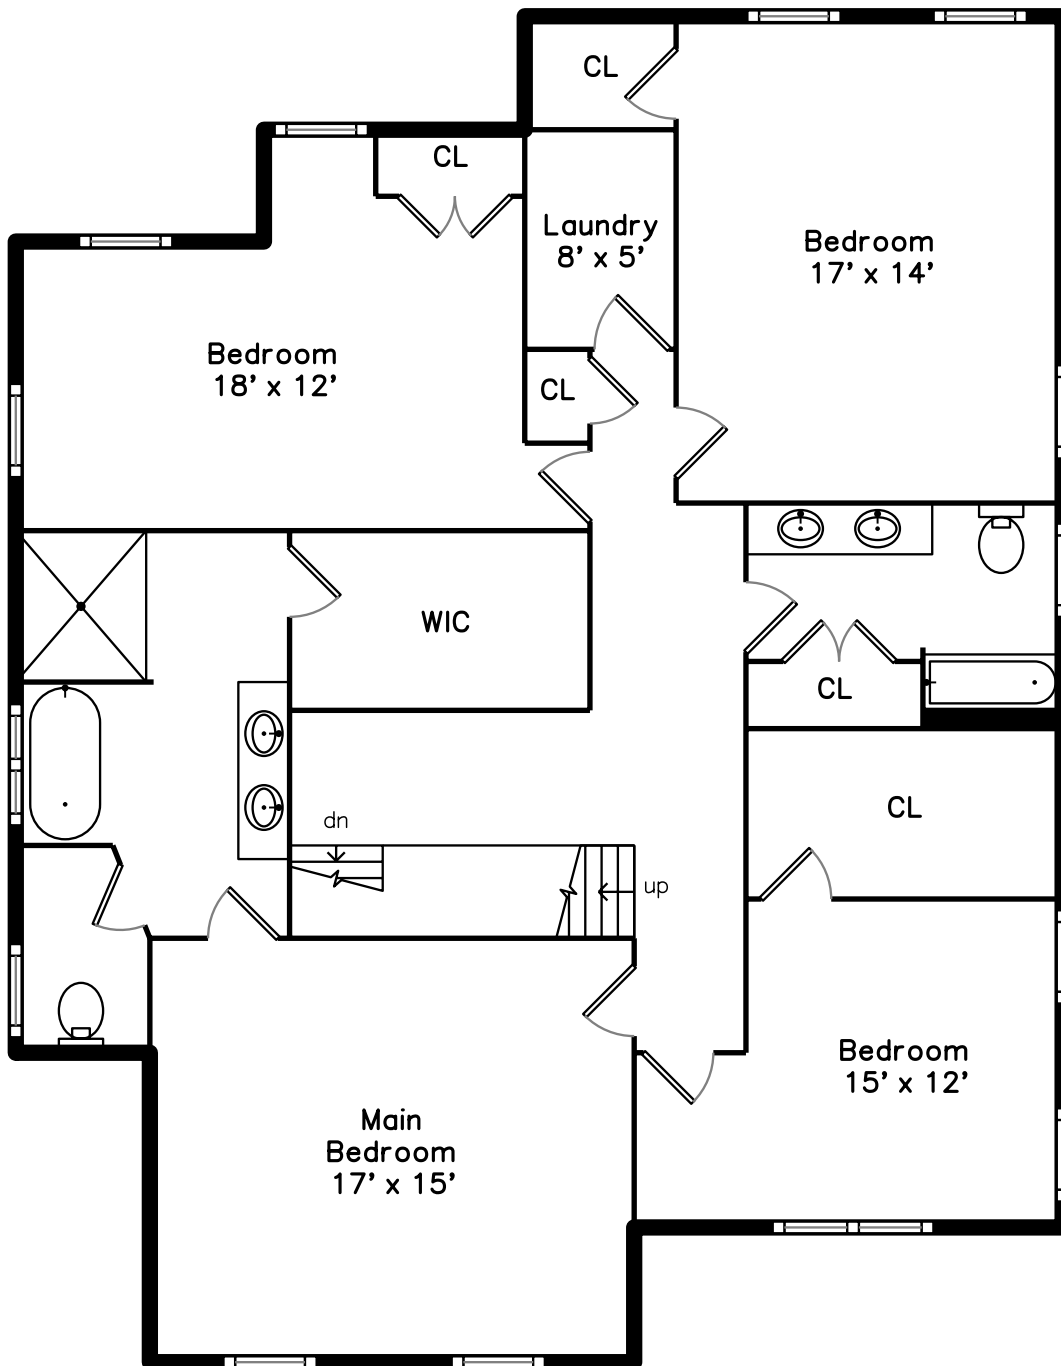 CL
CL
Laundry
8' x 5'
Bedroom
17' x 14'
Bedroom
18' x 12'
CL
WIC
CL
CL
dn
up
Bedroom
15' x 12'
Main
Bedroom
17' x 15'